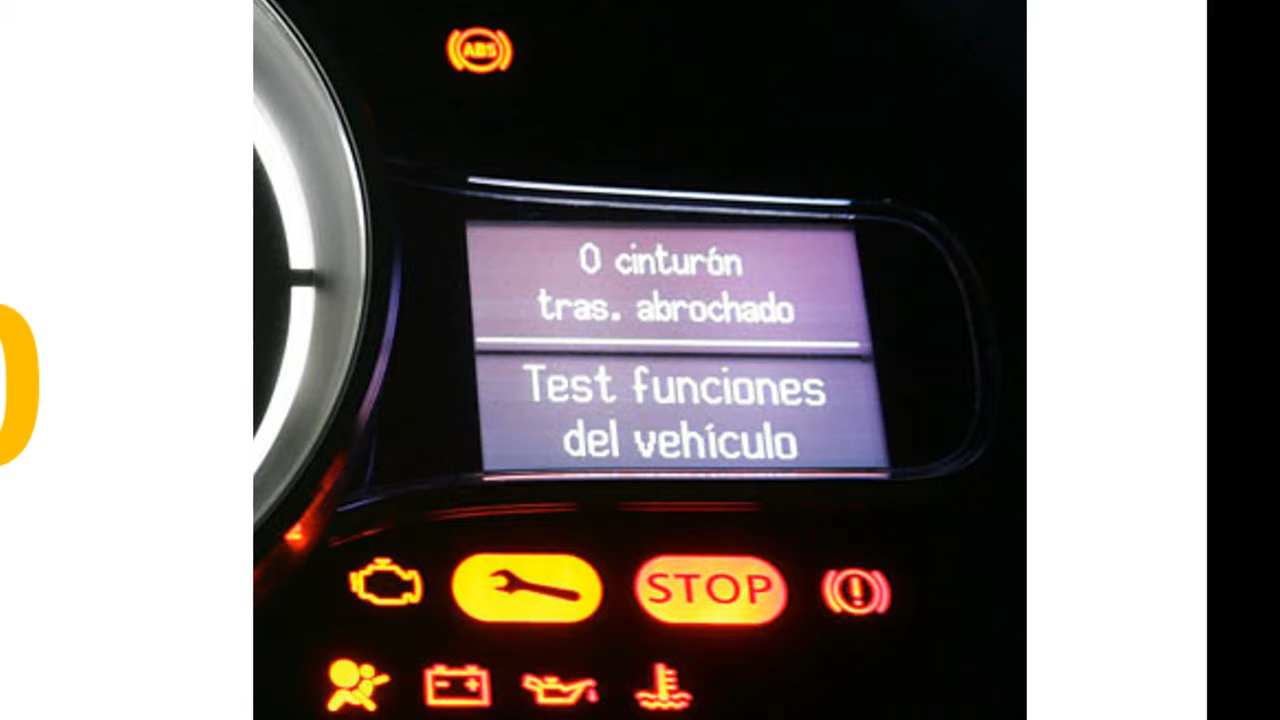 ABS
0 cinturón
tras. abrochado
Test funciones
del vehículo
STOP